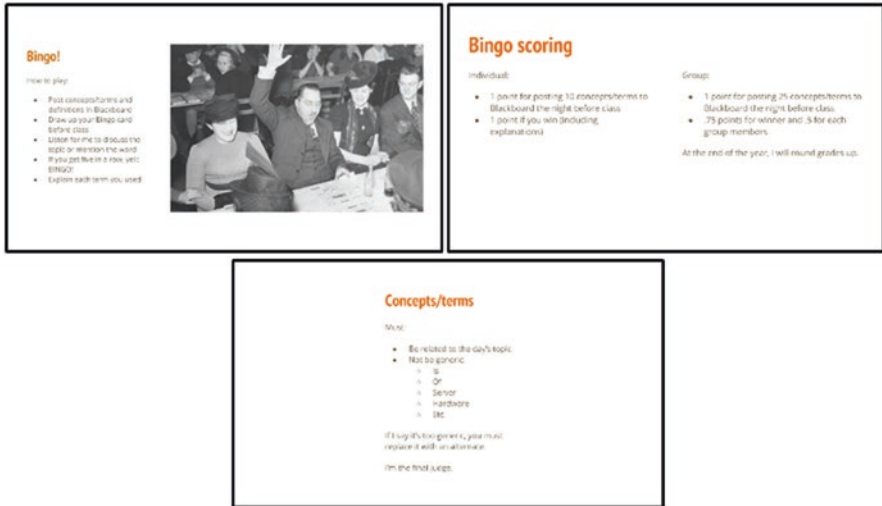 Bingo!
How to play:
Post concepts/terms and
definitions in Blackboard
Draw up your Bingo card
before class
Listen for me to discuss the
topic or mention the word
If you get five in a row, yell:
BINGO!
Explain each term you used
Bingo scoring
Individual:
1 point for posting 10 concepts/terms to
Blackboard the night before class
1 point if you win (including
explanations)
Group:
1 point for posting 25 concepts/terms to
Blackboard the night before class
.75 points for winner and .5 for each
group members
At the end of the year, I will round grades up.
Concepts/terms
Must:
Be related to the day's topic
Not be generic
Is
Of
Senior
Hardware
Etc
If I say it's too generic, you must
replace it with an alternate.
I'm the final judge.